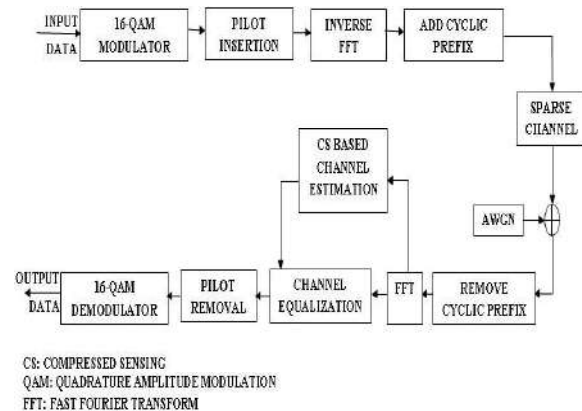 INPUT
DATA
16-QAM
MODULATOR
PILOT
INSERTION
INVERSE
FFT
ADD CYCLIC
PREFIX
SPARSE
CHANNEL
CS BASED
CHANNEL
ESTIMATION
AWGN
OUTPUT
DATA
16-QAM
DEMODULATOR
PILOT
REMOVAL
CHANNEL
EQUALIZATION
FFT
REMOVE
CYCLIC PREFIX
CS: COMPRESSED SENSING
QAM: QUADRATURE AMPLITUDE MODULATION
FFT: FAST FOURIER TRANSFORM